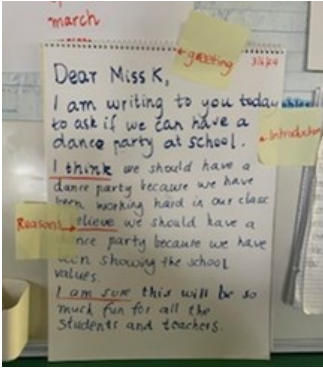 march
greeting
Dear Miss K,
I am writing to you today
to ask if we can have a
Introduction
dance party at school.
I think we should have a
dance party because we have
been working hard in our class
Reasons
lieve we should have a
nce party because we have
een showing the school
values.
I am sure this will be so
much fun for all the
students and teachers.